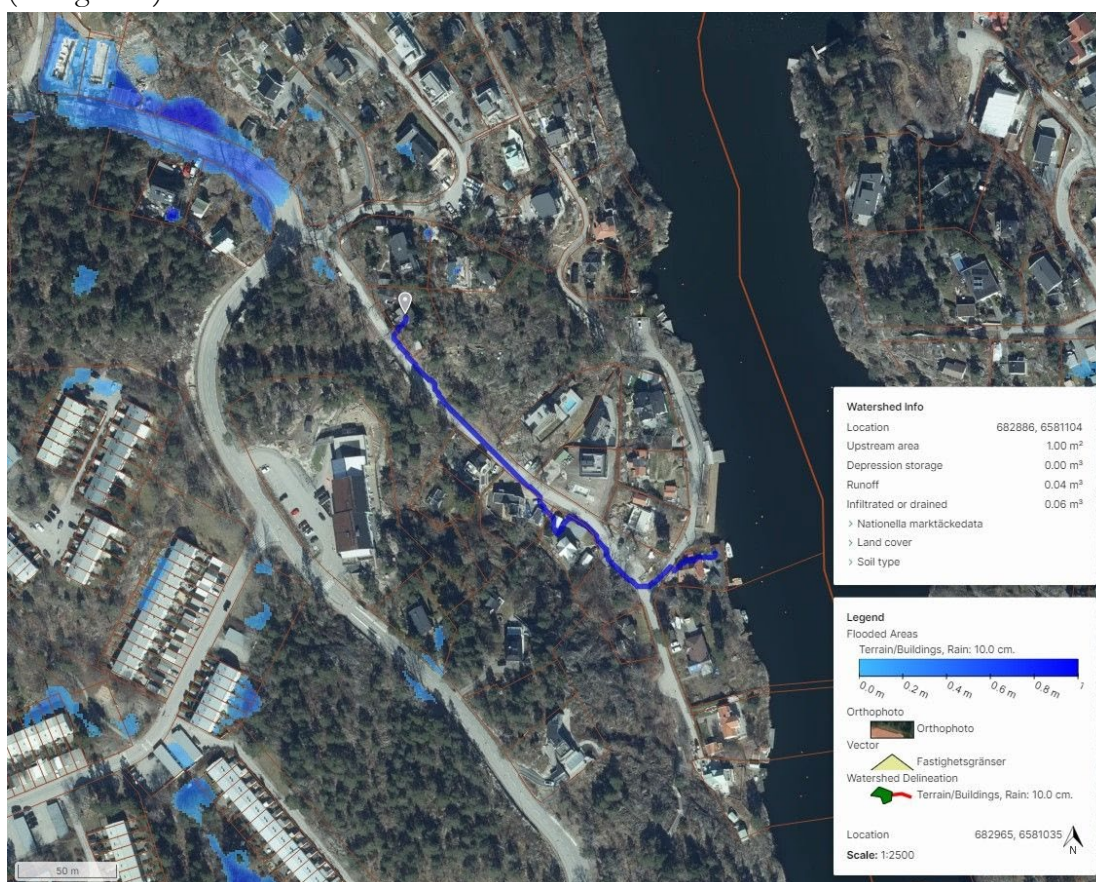 Watershed Info
Location 682886, 6581104
Upstream area 1.00 m²
Depression storage 0.00 m³
Runoff 0.04 m³
Infiltrated or drained 0.06 m³
> Nationella marktäckedata
> Land cover
> Soil type
Legend
Flooded Areas
Terrain/Buildings, Rain: 10.0 cm.
0.0 m 0.2 m 0.4 m 0.6 m 0.8 m 1
Orthophoto
Orthophoto
Vector
Fastighetsgränser
Watershed Delineation
Terrain/Buildings, Rain: 10.0 cm.
Location 682965, 6581035
N
Scale: 1:2500
50 m